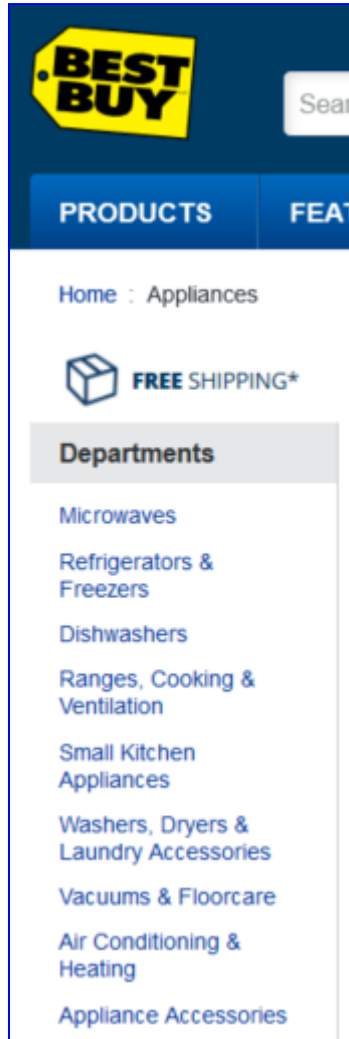 BEST
BUY
PRODUCTS
Home : Appliances
FREE SHIPPING*
Departments
Microwaves
Refrigerators &
Freezers
Dishwashers
Ranges, Cooking &
Ventilation
Small Kitchen
Appliances
Washers, Dryers &
Laundry Accessories
Vacuums & Floorcare
Air Conditioning &
Heating
Appliance Accessories